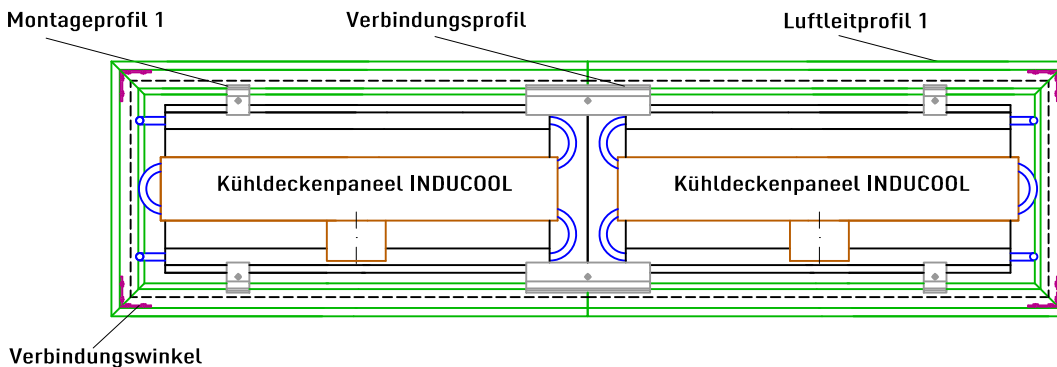 Montageprofil 1
Verbindungsprofil
Luftleitprofil 1
Kühldeckenpaneel INDUCOOL
Kühldeckenpaneel INDUCOOL
Verbindungswinkel